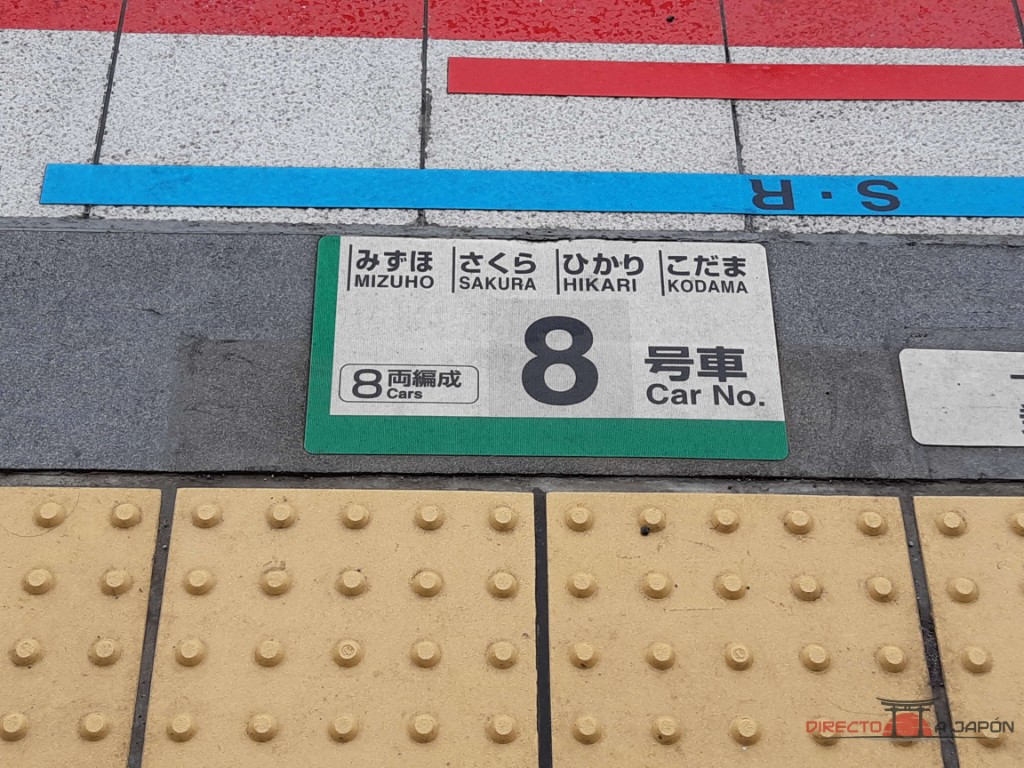 S・R
みずほ さくら ひかり こだま
MIZUHO SAKURA HIKARI KODAMA
8両編成
Cars
8
号車
Car No.
DIRECTO A JAPÓN